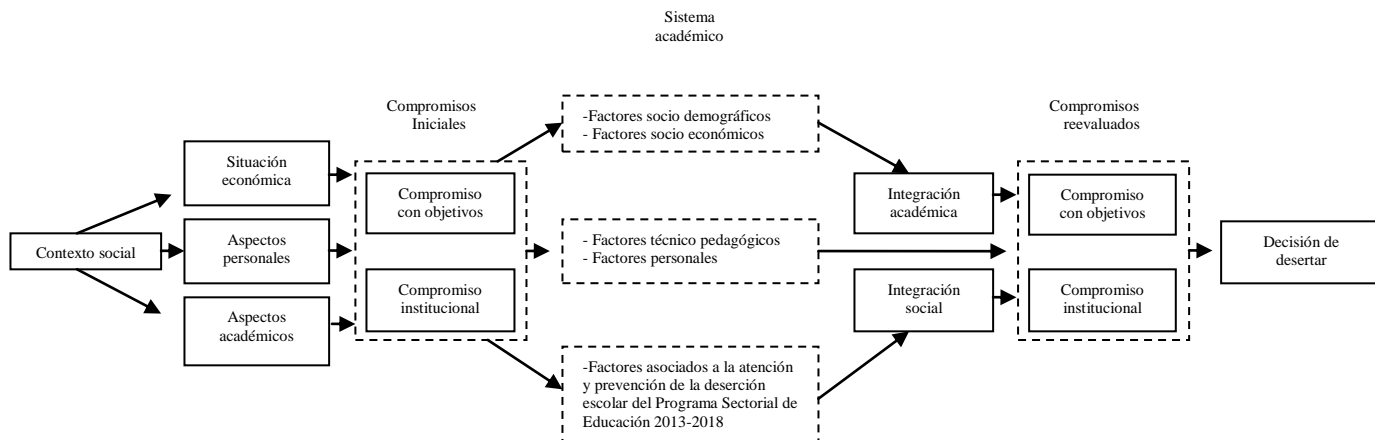 Sistema
académico
Compromisos
Iniciales
-Factores socio demográficos
- Factores socio económicos
Compromisos
reevaluados
Situación
económica
Compromiso
con objetivos
Integración
académica
Compromiso
con objetivos
Contexto social
Aspectos
personales
- Factores técnico pedagógicos
- Factores personales
Decisión de
desertar
Aspectos
académicos
Compromiso
institucional
Integración
social
Compromiso
institucional
-Factores asociados a la atención
y prevención de la deserción
escolar del Programa Sectorial de
Educación 2013-2018